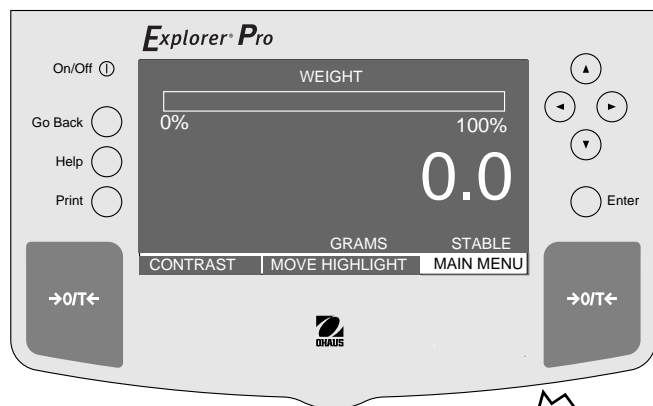 Explorer® Pro
On/Off
WEIGHT
Go Back
0% 100%
Help
0.0
Print
Enter
GRAMS STABLE
CONTRAST MOVE HIGHLIGHT MAIN MENU
→0/T← →0/T←
OHAUS